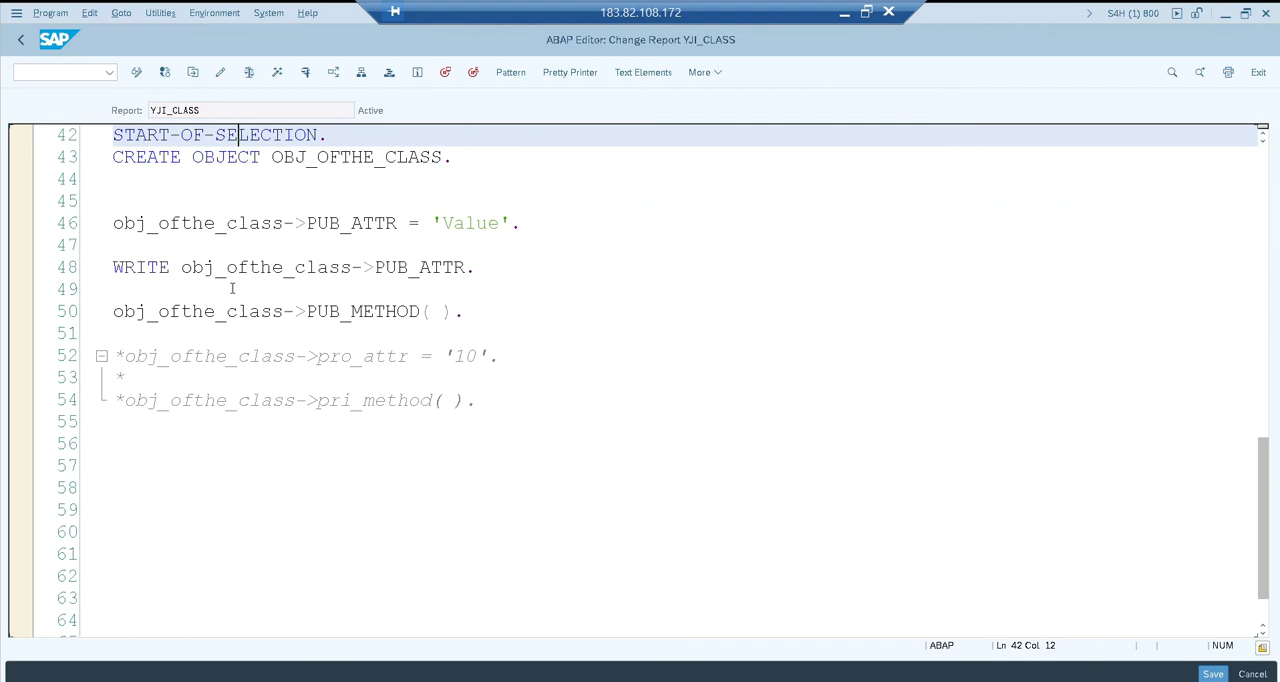 Program Edit Goto Utilities Environment System Help 183.82.108.172 S4H (1) 800
SAP ABAP Editor: Change Report YJI_CLASS
Pattern Pretty Printer Text Elements More Exit
Report: YJI_CLASS Active
42 START-OF-SELECTION.
43 CREATE OBJECT OBJ_OFTHE_CLASS.
44
45
46 obj_ofthe_class->PUB_ATTR = 'Value'.
47
48 WRITE obj_ofthe_class->PUB_ATTR.
49
50 obj_ofthe_class->PUB_METHOD( ).
51
52 *obj_ofthe_class->pro_attr = '10'.
53 *
54 *obj_ofthe_class->pri_method( ).
55
56
57
58
59
60
61
62
63
64
ABAP Ln 42 Col 12 NUM
Save Cancel